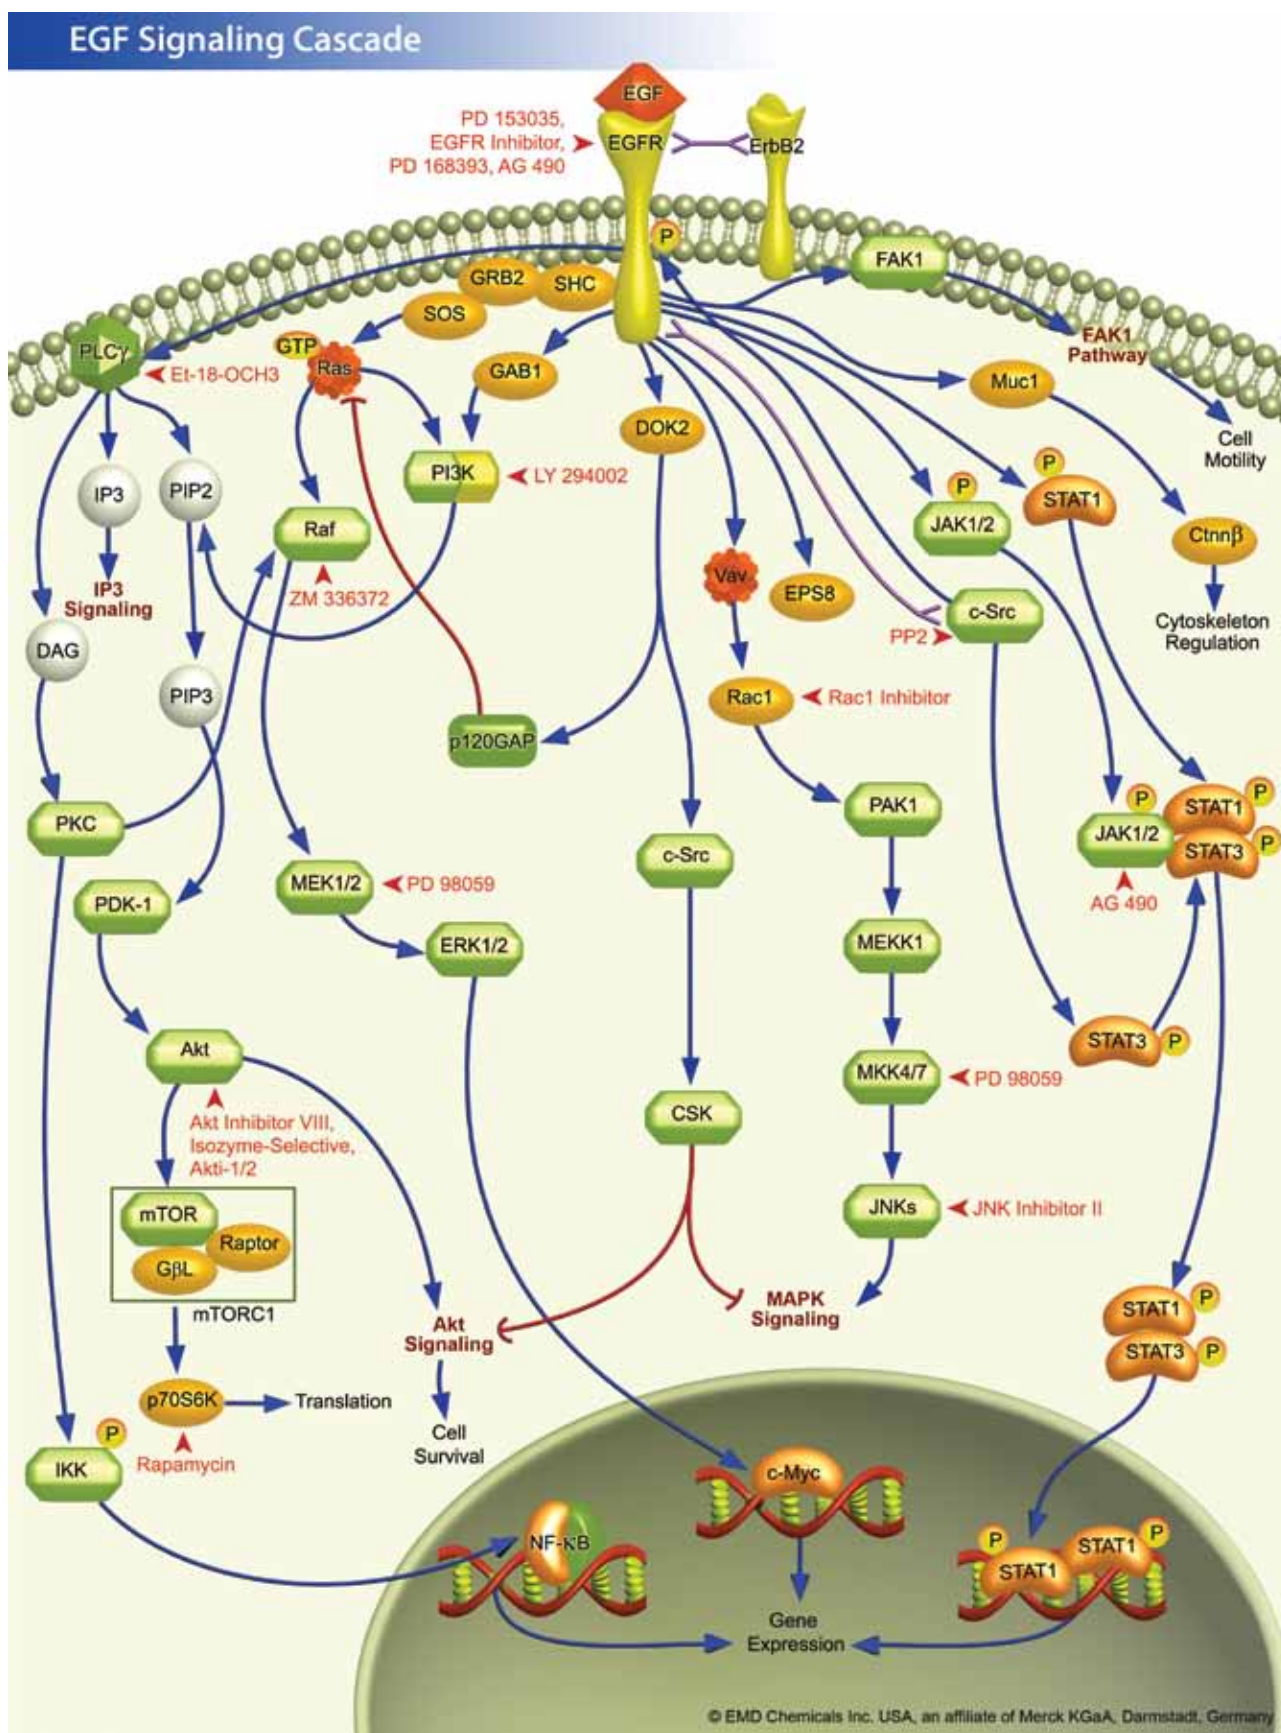 EGF Signaling Cascade
EGF
PD 153035,
EGFR Inhibitor,
PD 168393, AG 490
EGFR
ErbB2
P
FAK1
GRB2
SHC
SOS
PLCγ
GTP
Ras
Et-18-OCH3
GAB1
FAK1
Pathway
Muc1
DOK2
Cell
Motility
PI3K
LY 294002
IP3
PIP2
P
P
STAT1
JAK1/2
Raf
Ctnnβ
Vav
EPS8
IP3
Signaling
ZM 336372
c-Src
PP2
Cytoskeleton
Regulation
DAG
PIP3
Rac1
Rac1 Inhibitor
p120GAP
PKC
PAK1
P
STAT1
P
JAK1/2
STAT3
P
c-Src
MEK1/2
PD 98059
AG 490
PDK-1
ERK1/2
MEKK1
Akt
STAT3
P
MKK4/7
PD 98059
Akt Inhibitor VIII,
Isozyme-Selective,
Akti-1/2
CSK
mTOR
Raptor
GβL
mTORC1
JNKs
JNK Inhibitor II
Akt
Signaling
MAPK
Signaling
STAT1
P
STAT3
P
p70S6K
Translation
Cell
Survival
P
IKK
Rapamycin
c-Myc
NF-κB
P
STAT1
STAT1
P
Gene
Expression
© EMD Chemicals Inc. USA, an affiliate of Merck KGaA, Darmstadt, Germany